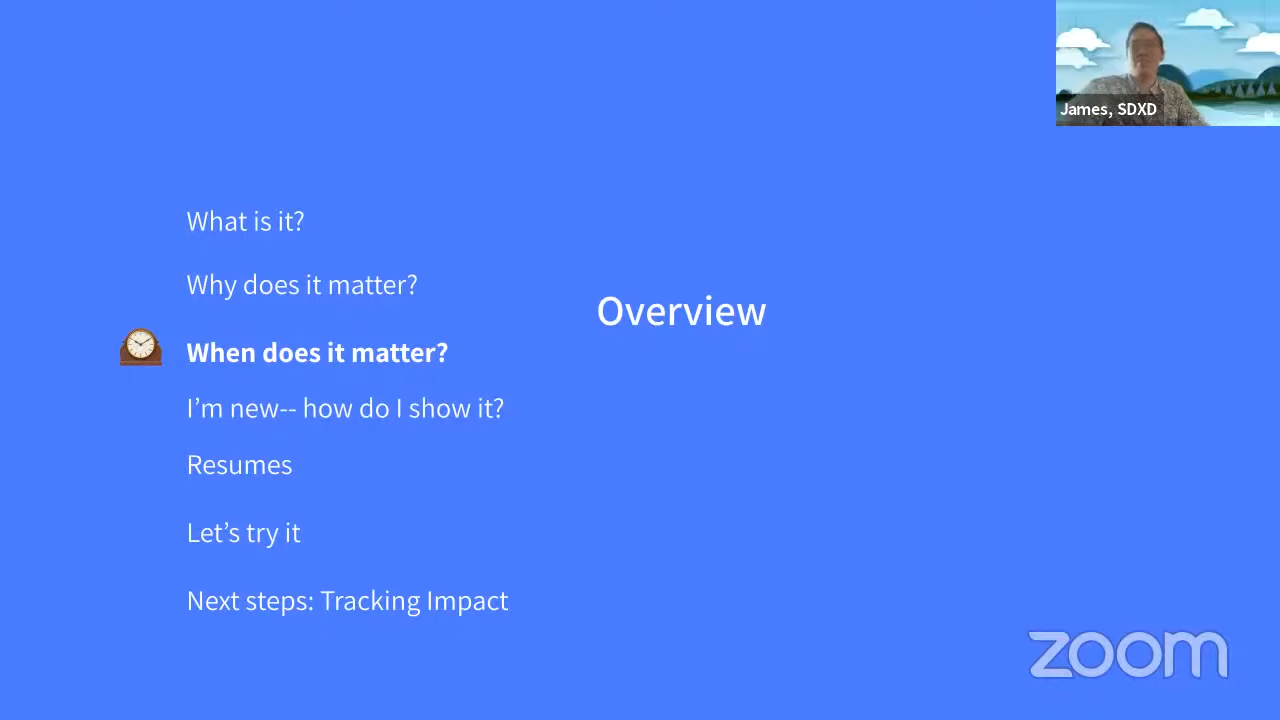 James, SDXD
What is it?
Why does it matter?
Overview
When does it matter?
I'm new-- how do I show it?
Resumes
Let's try it
Next steps: Tracking Impact
zoom